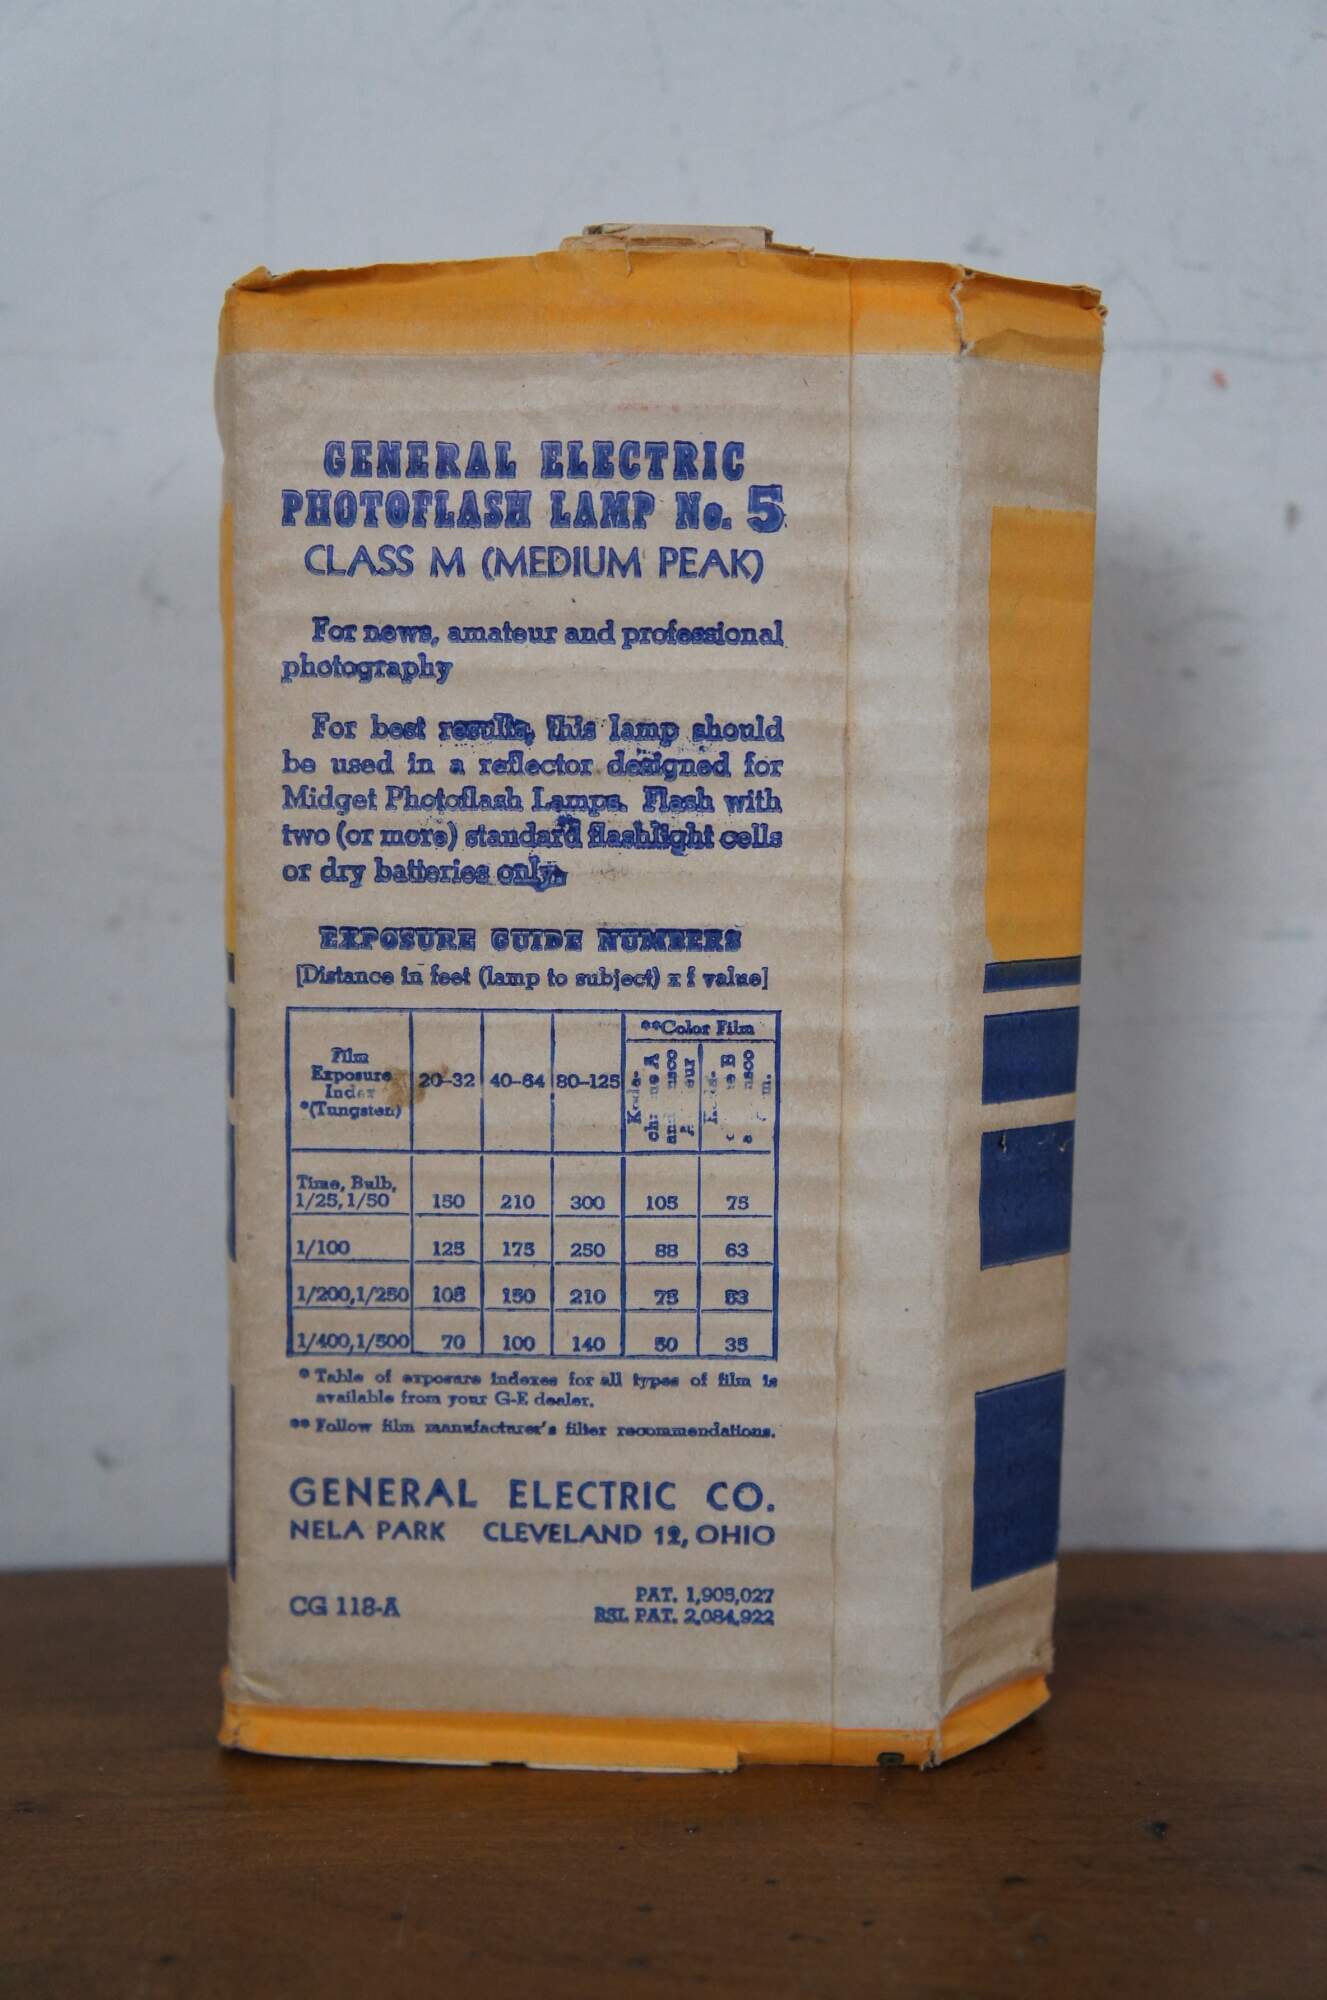 GENERAL ELECTRIC
PHOTOFLASH LAMP No. 5
CLASS M (MEDIUM PEAK)
For news, amateur and professional
photography
For best results, this lamp should
be used in a reflector designed for
Midget Photoflash Lamps. Flash with
two (or more) standard flashlight cells
or dry batteries only.
EXPOSURE GUIDE NUMBERS
[Distance in feet (lamp to subject) x f value]
**Color Film
Film
Exposure
Index
*(Tungsten)
20-32 40-64 80-125
A
and
B
Time, Bulb,
1/25, 1/50 150 210 300 105 75
1/100 125 175 250 88 63
1/200, 1/250 105 150 210 75 53
1/400, 1/500 70 100 140 50 35
* Table of exposure indexes for all types of film is
available from your G-E dealer.
** Follow film manufacturer's filter recommendations.
GENERAL ELECTRIC CO.
NELA PARK CLEVELAND 12, OHIO
CG 118-A
PAT. 1,905,027
PAT. 2,084,922